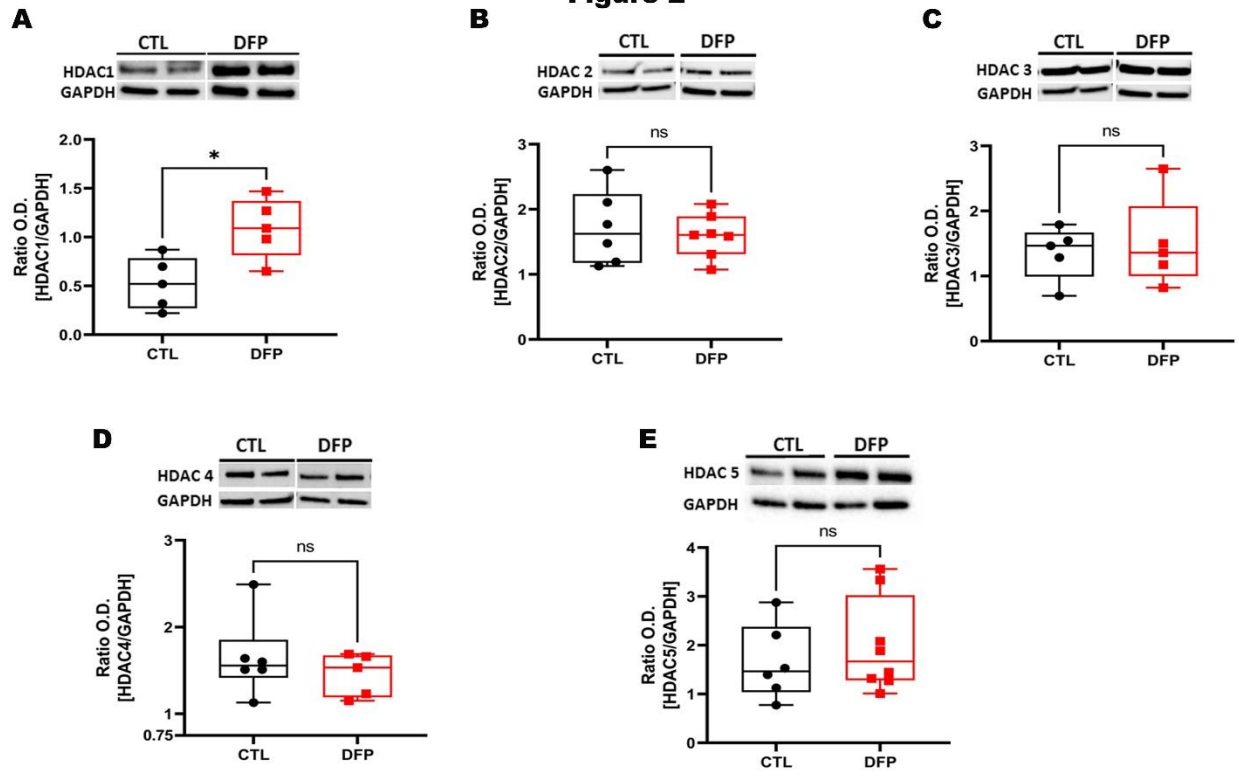 Figure 2
A
CTL DFP
HDAC1
GAPDH
2.0
1.5
1.0
0.5
0.0
Ratio O.D.
[HDAC1/GAPDH]
*
CTL DFP
B
CTL DFP
HDAC 2
GAPDH
3
2
1
0
Ratio O.D.
[HDAC2/GAPDH]
ns
CTL DFP
C
CTL DFP
HDAC 3
GAPDH
3
2
1
0
Ratio O.D.
[HDAC3/GAPDH]
ns
CTL DFP
D
CTL DFP
HDAC 4
GAPDH
3
2
1
0.75
Ratio O.D.
[HDAC4/GAPDH]
ns
CTL DFP
E
CTL DFP
HDAC 5
GAPDH
4
3
2
1
0
Ratio O.D.
[HDAC5/GAPDH]
ns
CTL DFP